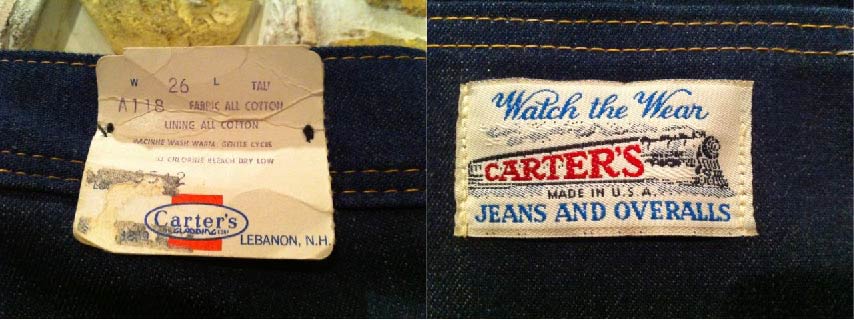 W 26 L TALL
A118 FABRIC ALL COTTON
LINING ALL COTTON
MACHINE WASH WARM, GENTLE CYCLE
CHLORINE BLEACH DRY LOW
Carter's
GLADDING
LEBANON, N.H.
Watch the Wear
CARTER'S
MADE IN U.S.A.
JEANS AND OVERALLS